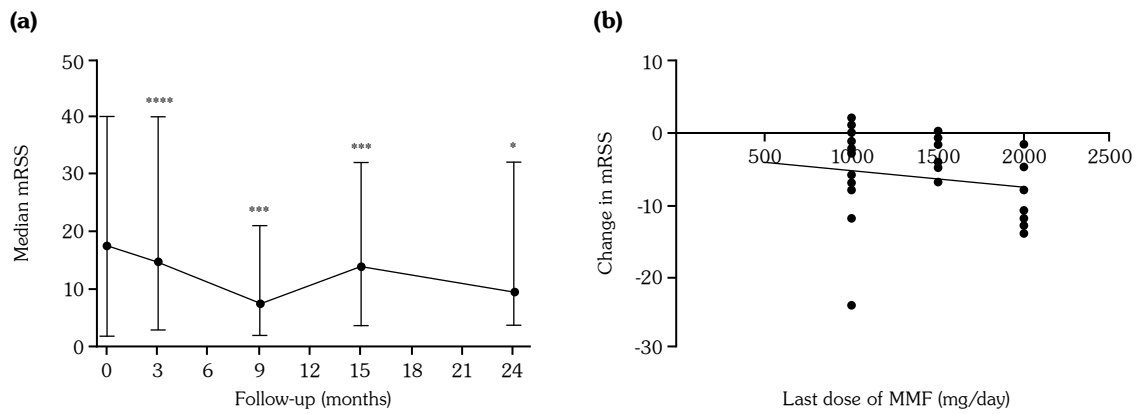 (a)
50
40
30
20
10
0
Median mRSS
****
***
***
*
0 3 6 9 12 15 18 21 24
Follow-up (months)
(b)
10
0
-10
-20
-30
Change in mRSS
500 1000 1500 2000 2500
Last dose of MMF (mg/day)